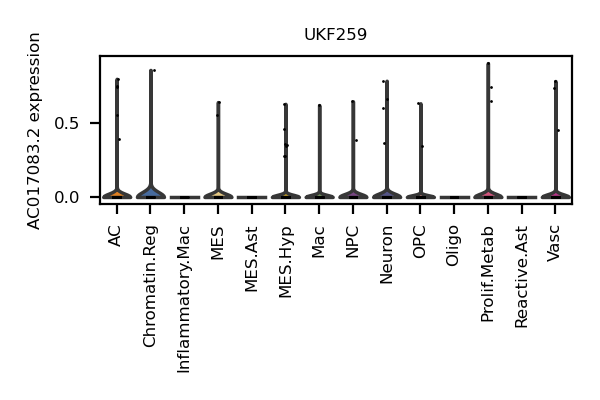 UKF259
AC017083.2 expression
0.5
0.0
AC
Chromatin.Reg
Inflammatory.Mac
MES
MES.Ast
MES.Hyp
Mac
NPC
Neuron
OPC
Oligo
Prolif.Metab
Reactive.Ast
Vasc